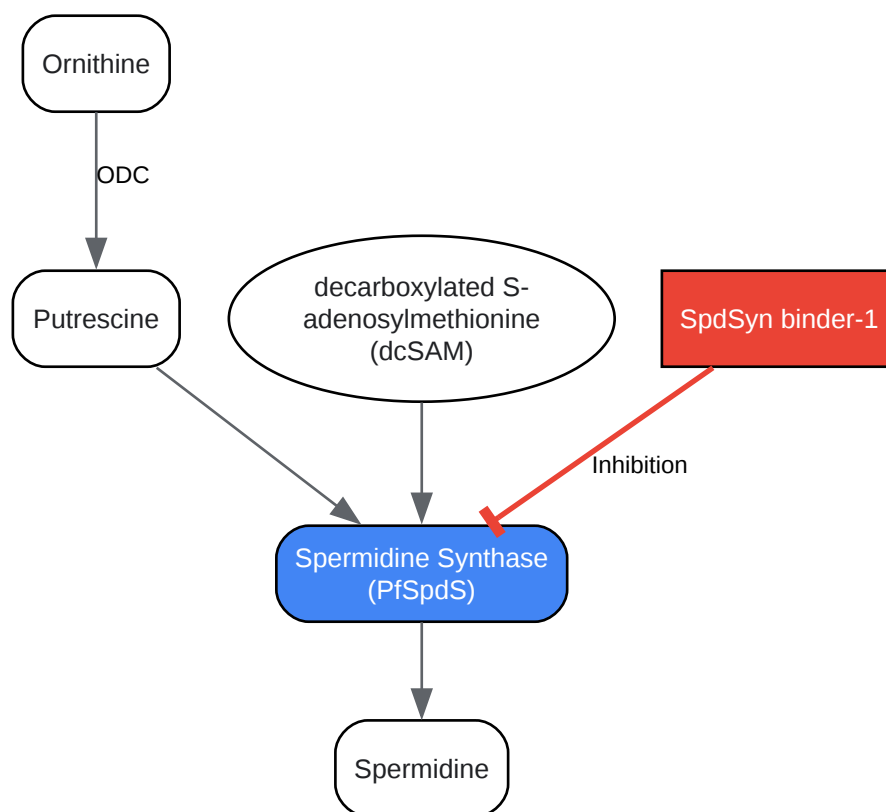 Ornithine
ODC
Putrescine
decarboxylated S-
adenosylmethionine
(dcSAM)
SpdSyn binder-1
Inhibition
Spermidine Synthase
(PfSpdS)
Spermidine